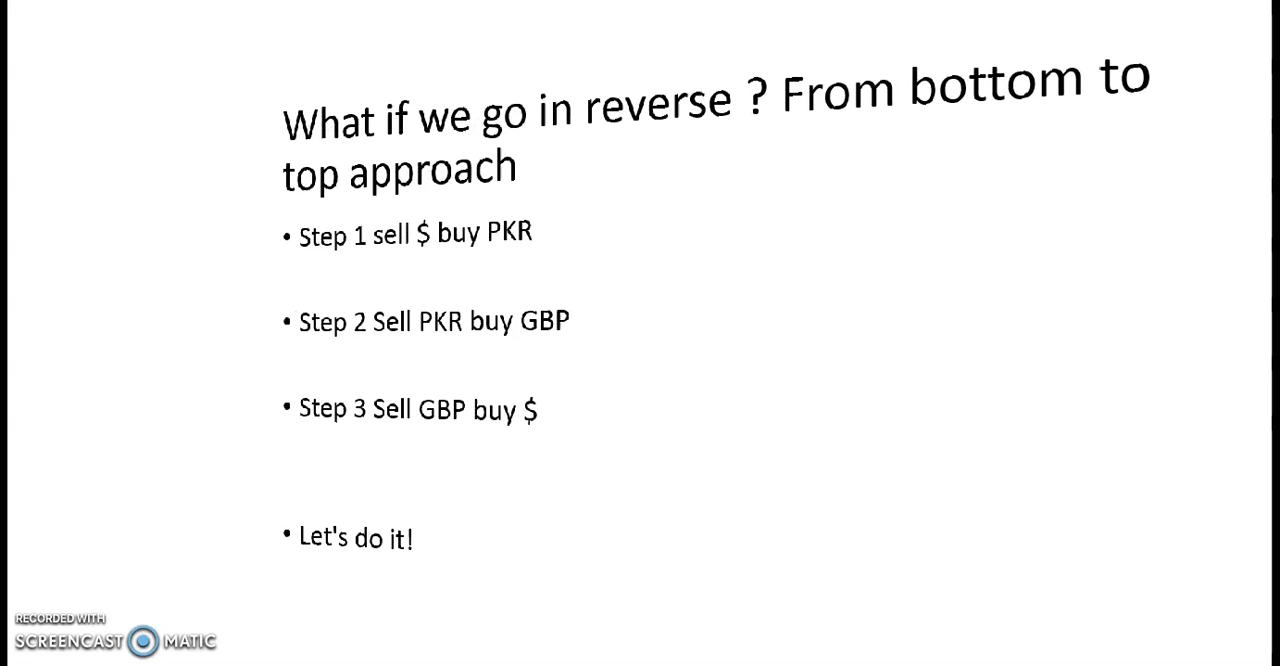 What if we go in reverse ? From bottom to
top approach
• Step 1 sell $ buy PKR
• Step 2 Sell PKR buy GBP
• Step 3 Sell GBP buy $
• Let's do it!
RECORDED WITH
SCREENCAST MATIC